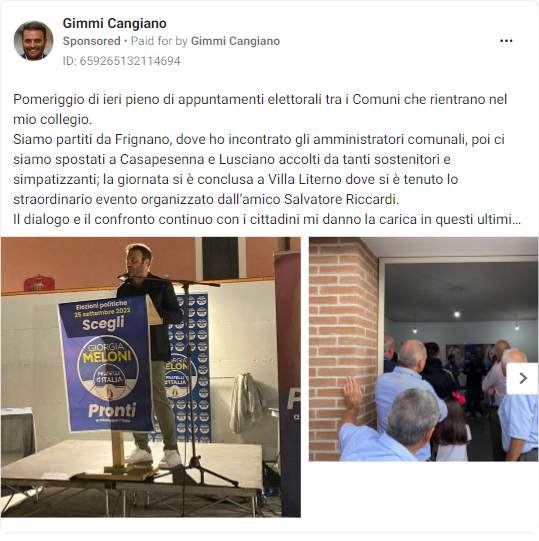 Gimmi Cangiano
Sponsored • Paid for by Gimmi Cangiano
ID: 659265132114694
Pomeriggio di ieri pieno di appuntamenti elettorali tra i Comuni che rientrano nel
mio collegio.
Siamo partiti da Frignano, dove ho incontrato gli amministratori comunali, poi ci
siamo spostati a Casapesenna e Lusciano accolti da tanti sostenitori e
simpatizzanti; la giornata si è conclusa a Villa Literno dove si è tenuto lo
straordinario evento organizzato dall’amico Salvatore Riccardi.
Il dialogo e il confronto continuo con i cittadini mi danno la carica in questi ultimi…
Elezioni politiche
25 settembre 2022
Scegli
GIORGIA
MELONI
FRATELLI
D'ITALIA
Pronti
GIORGIA
MELONI
FRATELLI
D'ITALIA